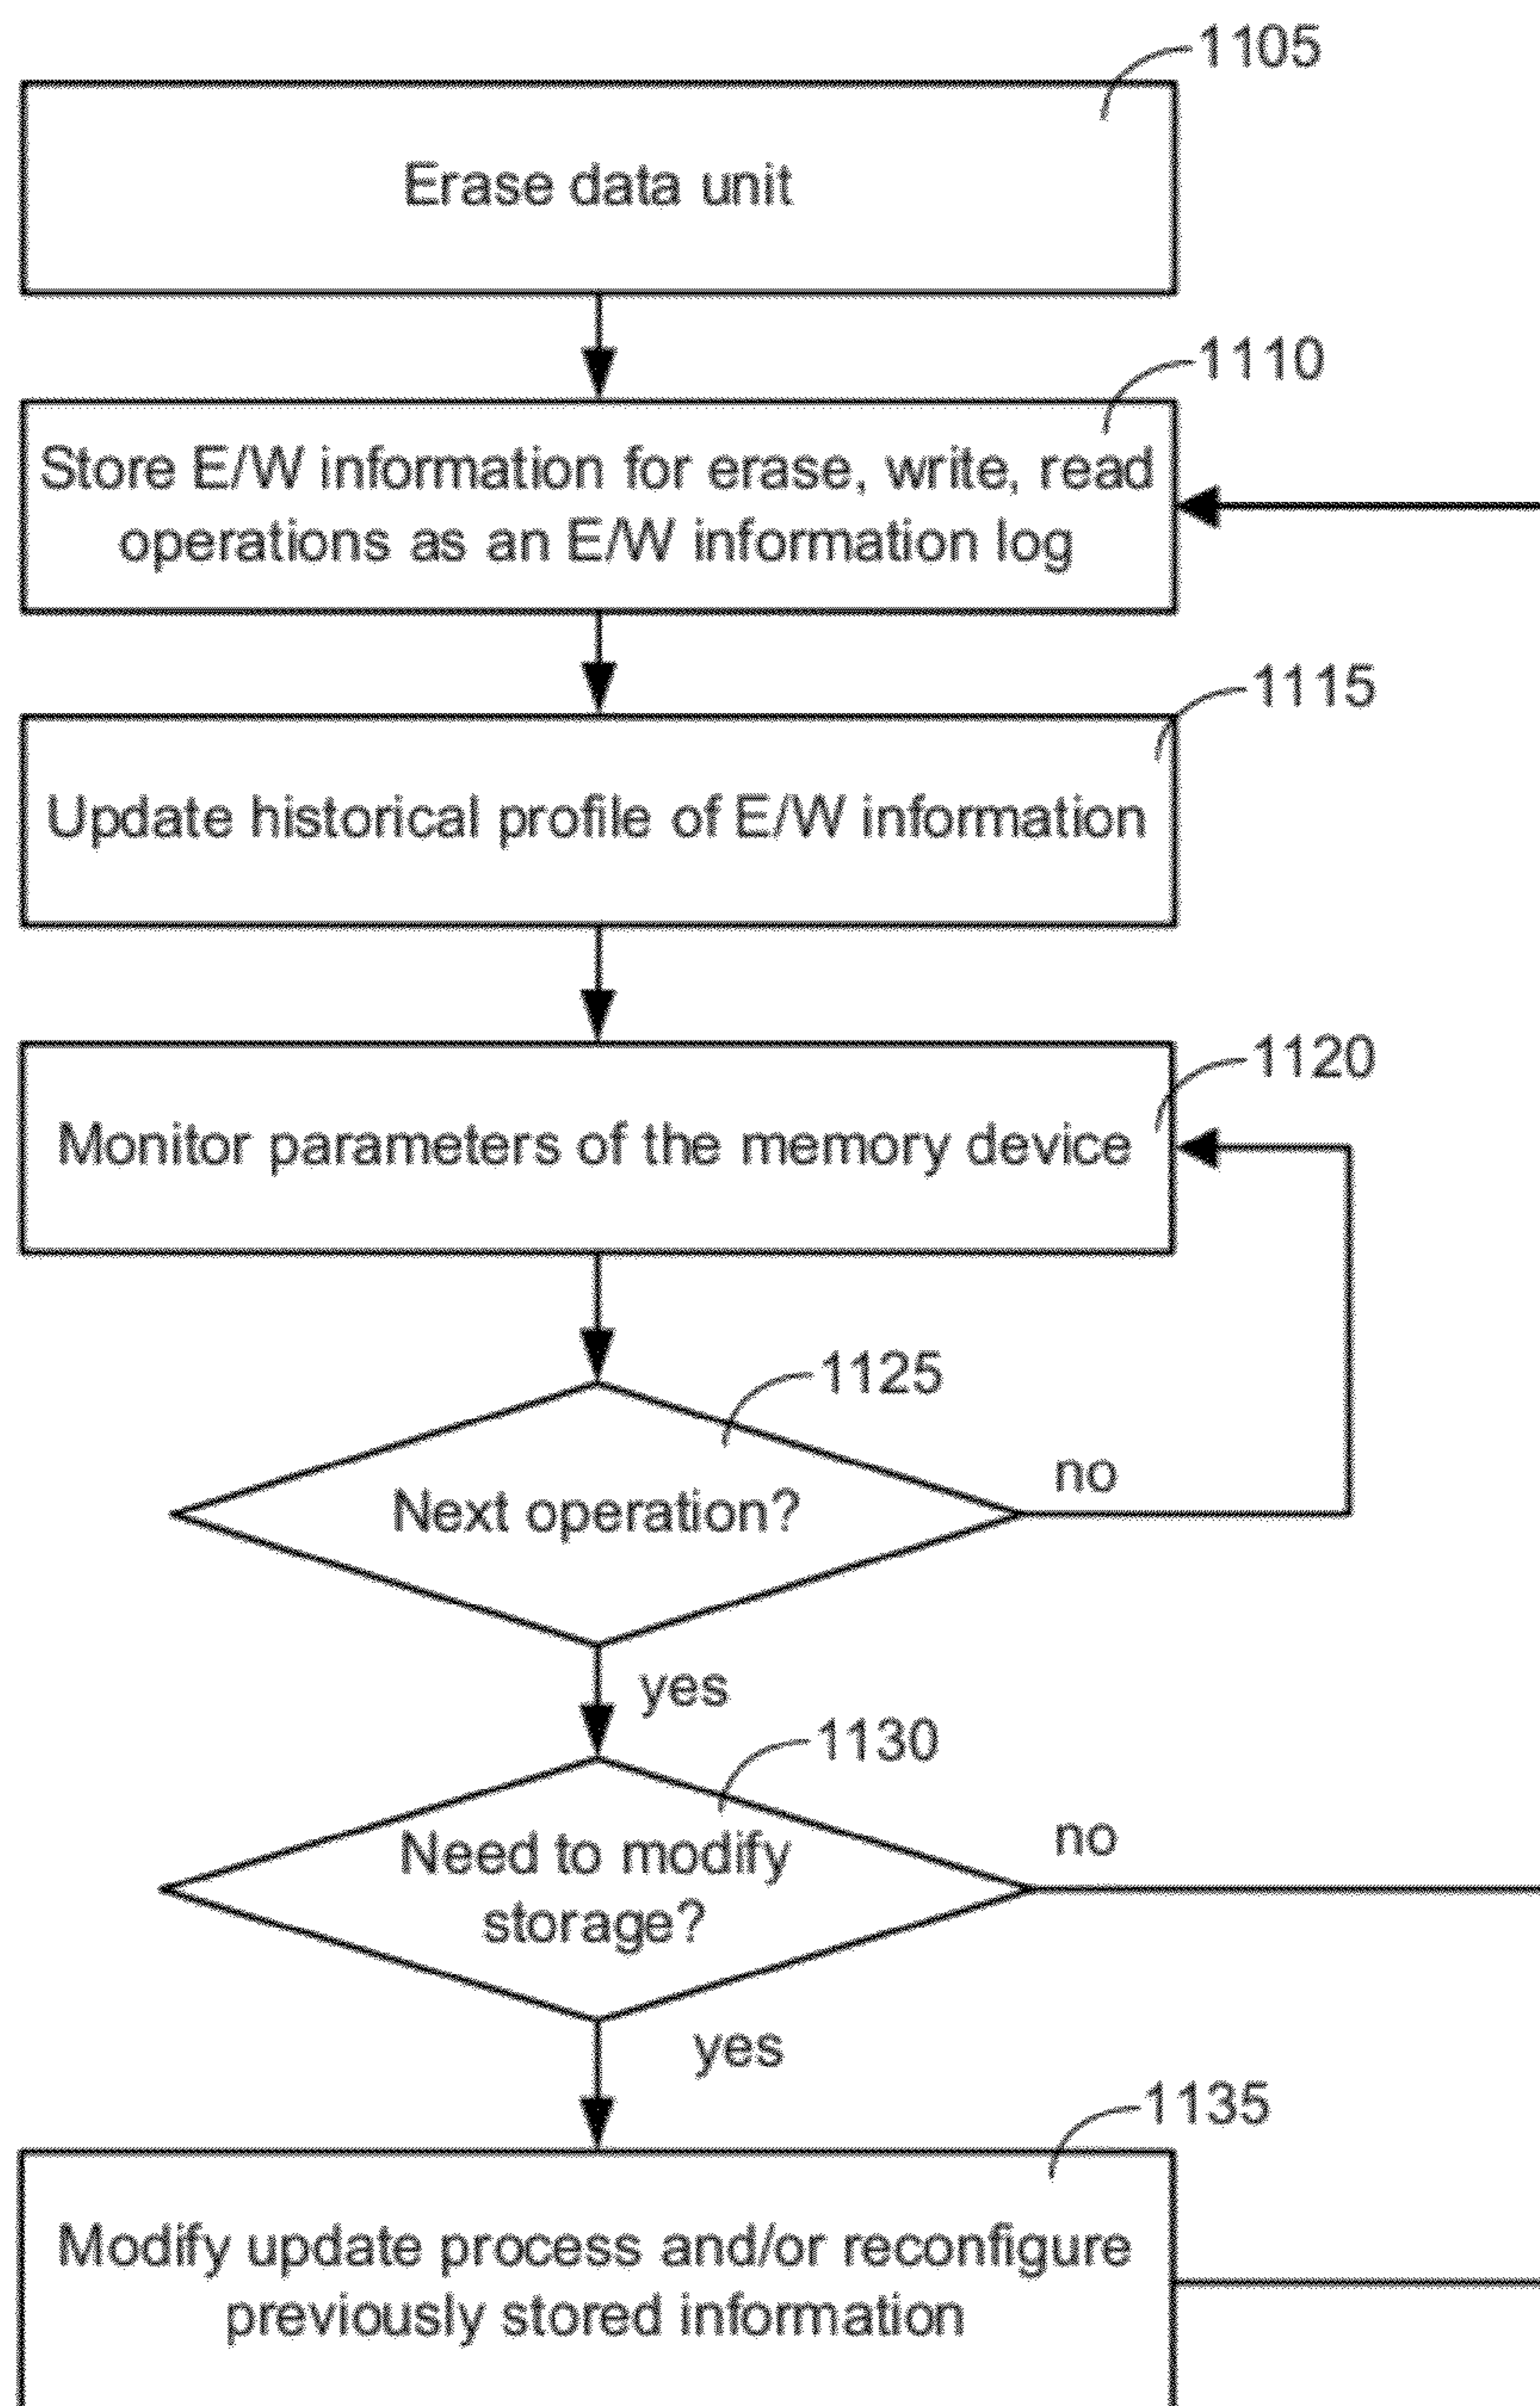 1105
Erase data unit
1110
Store E/W information for erase, write, read
operations as an E/W information log
1115
Update historical profile of E/W information
1120
Monitor parameters of the memory device
1125
Next operation?
no
yes
1130
Need to modify
storage?
no
yes
1135
Modify update process and/or reconfigure
previously stored information